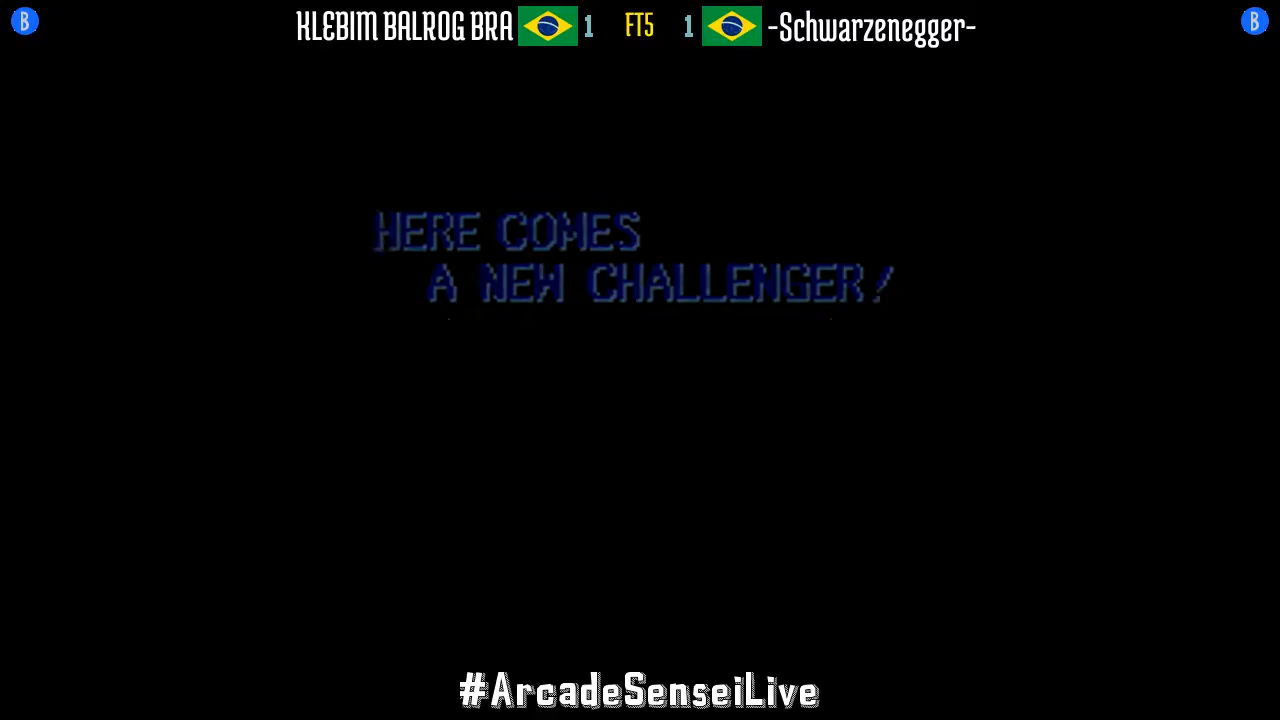 B KLEBIM BALROG BRA 1 FT5 1 -Schwarzenegger- B
HERE COMES
A NEW CHALLENGER!
#ArcadeSenseiLive